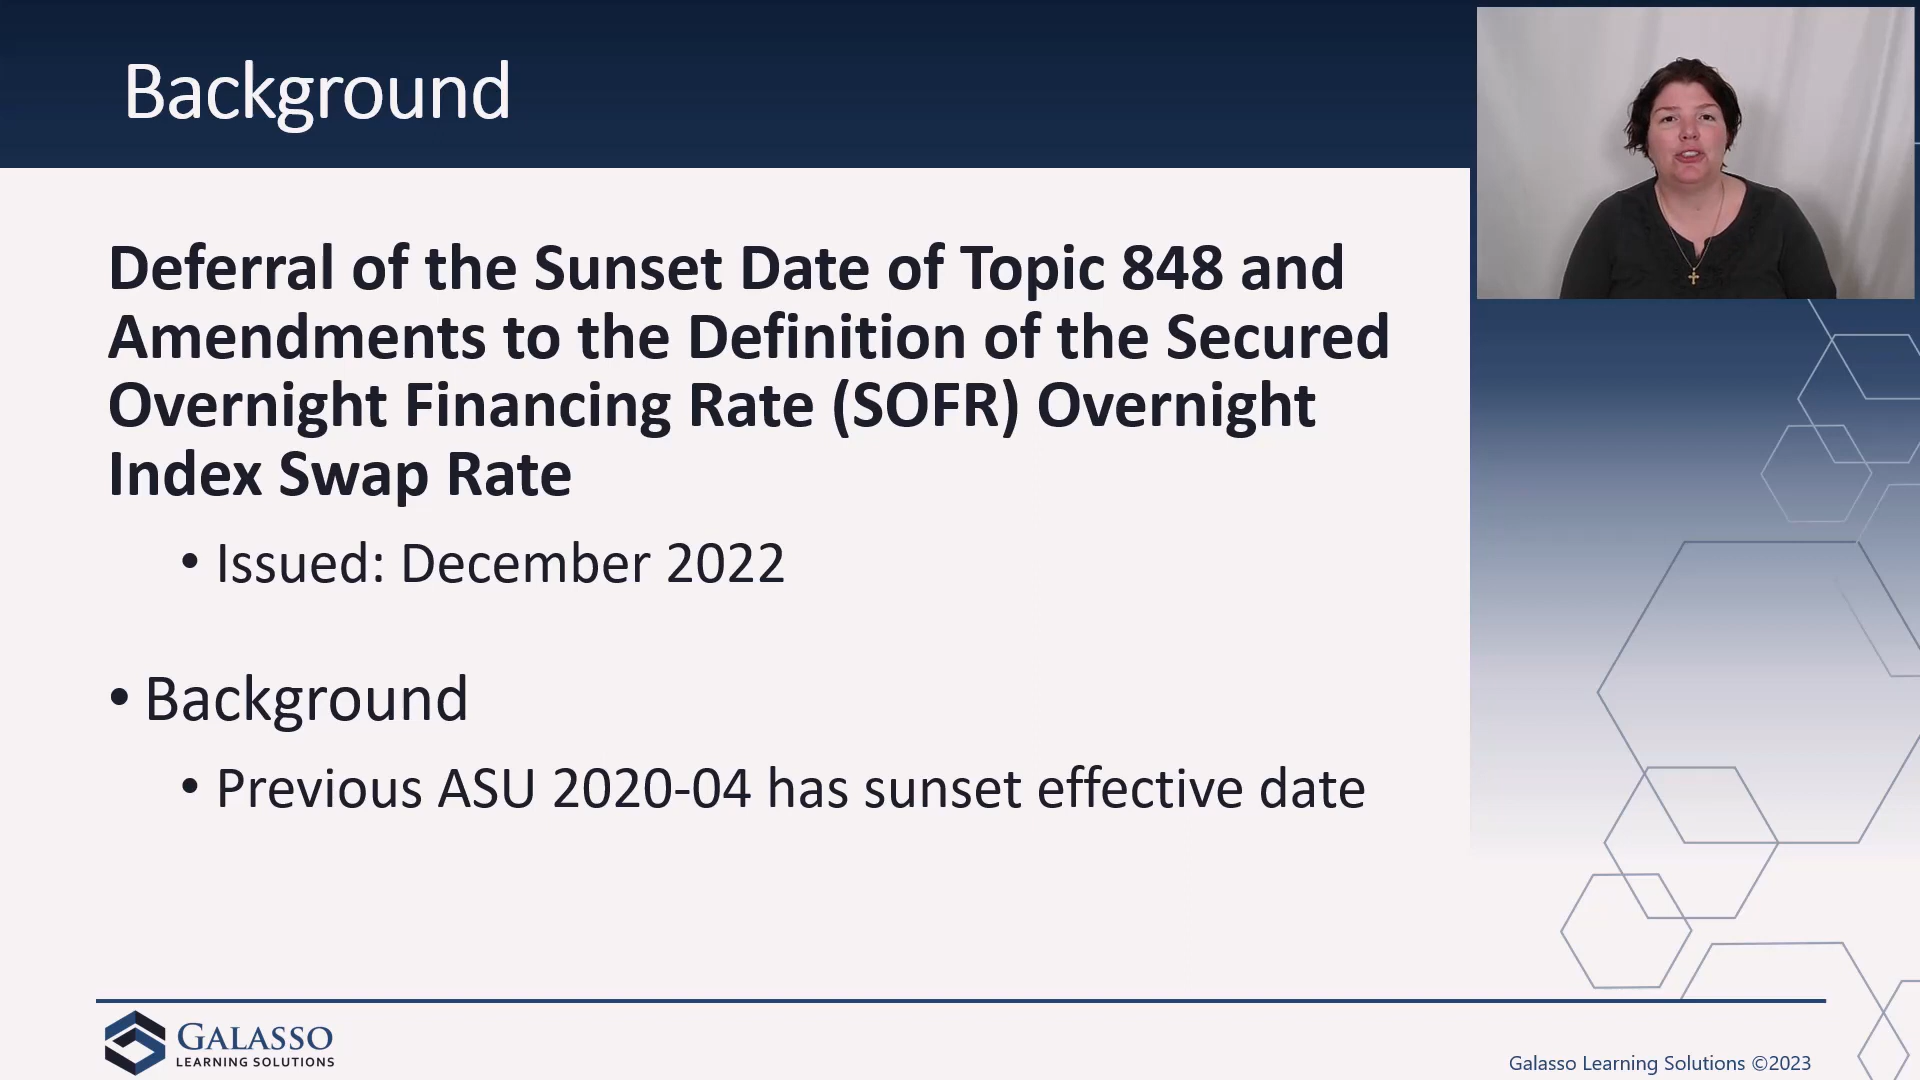 Background
Deferral of the Sunset Date of Topic 848 and
Amendments to the Definition of the Secured
Overnight Financing Rate (SOFR) Overnight
Index Swap Rate
• Issued: December 2022
• Background
• Previous ASU 2020-04 has sunset effective date
GALASSO
LEARNING SOLUTIONS
Galasso Learning Solutions ©2023